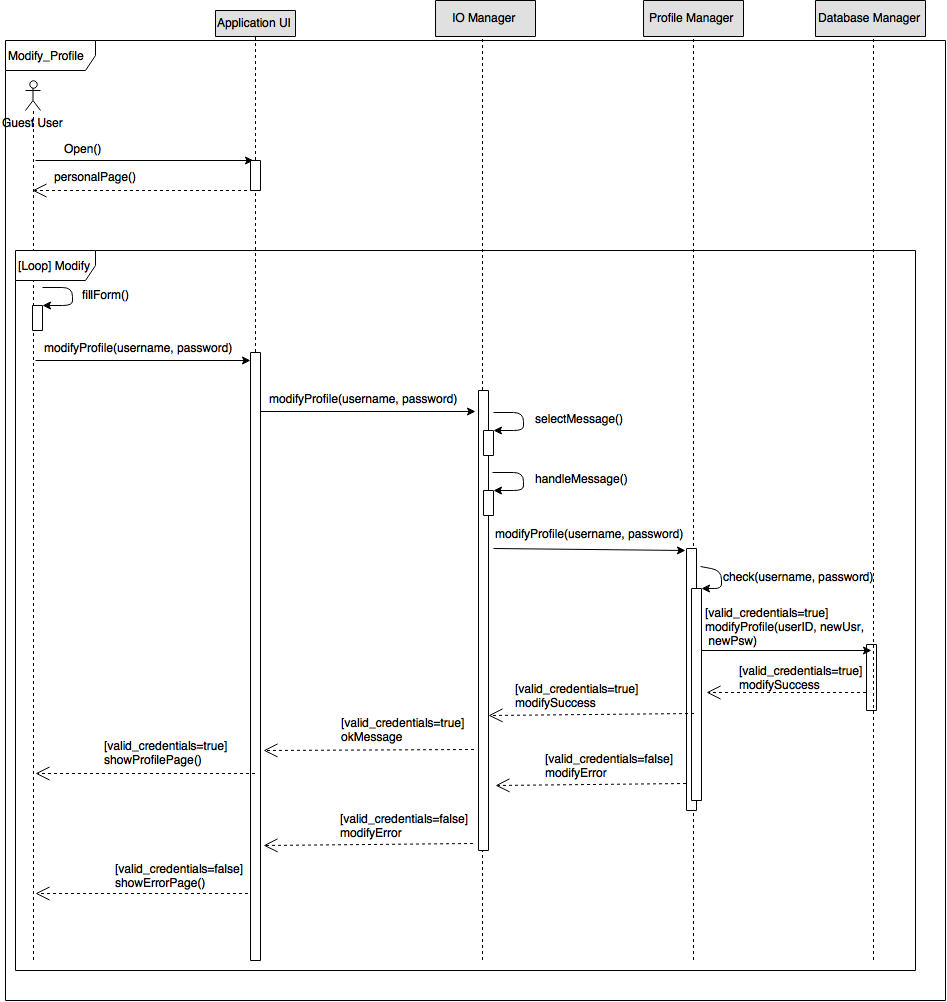 Application UI
IO Manager
Profile Manager
Database Manager
Modify_Profile
Guest User
Open()
personalPage()
[Loop] Modify
fillForm()
modifyProfile(username, password)
modifyProfile(username, password)
selectMessage()
handleMessage()
modifyProfile(username, password)
check(username, password)
[valid_credentials=true]
modifyProfile(userID, newUsr,
newPsw)
[valid_credentials=true]
modifySuccess
[valid_credentials=true]
modifySuccess
[valid_credentials=true]
okMessage
[valid_credentials=true]
showProfilePage()
[valid_credentials=false]
modifyError
[valid_credentials=false]
modifyError
[valid_credentials=false]
showErrorPage()